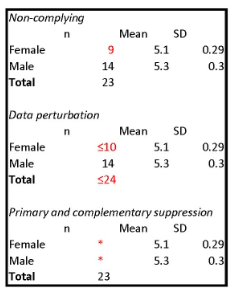 Non-complying
n Mean SD
Female 9 5.1 0.29
Male 14 5.3 0.3
Total 23
Data perturbation
n Mean SD
Female ≤10 5.1 0.29
Male 14 5.3 0.3
Total ≤24
Primary and complementary suppression
n Mean SD
Female * 5.1 0.29
Male * 5.3 0.3
Total 23